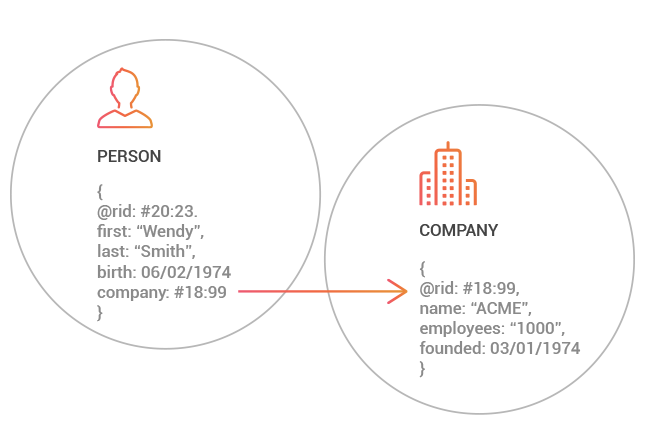 PERSON
{
@rid: #20:23.
first: “Wendy”,
last: “Smith”,
birth: 06/02/1974
company: #18:99
}
COMPANY
{
@rid: #18:99,
name: “ACME”,
employees: “1000”,
founded: 03/01/1974
}